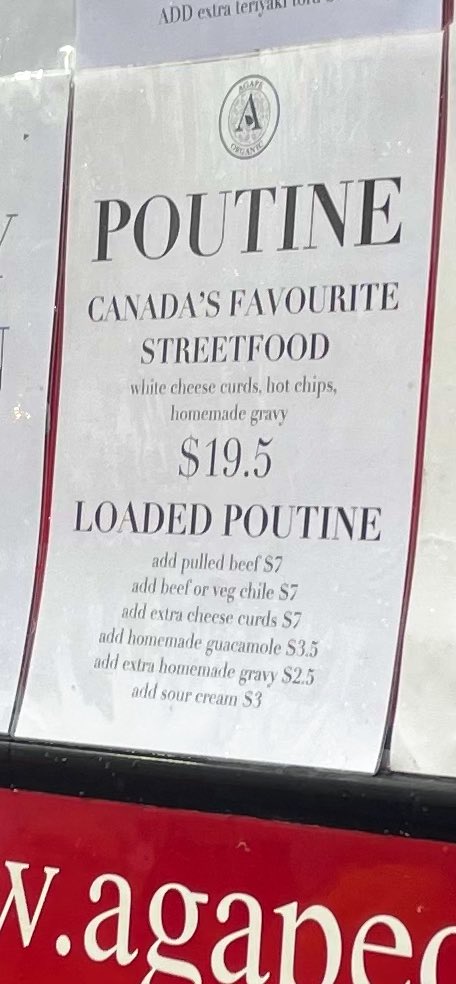 ADD extra teriyaki
AGAPE
A
ORGANIC
POUTINE
CANADA'S FAVOURITE
STREETFOOD
white cheese curds, hot chips,
homemade gravy
$19.5
LOADED POUTINE
add pulled beef $7
add beef or veg chile $7
add extra cheese curds $7
add homemade guacamole $3.5
add extra homemade gravy $2.5
add sour cream $3
w.agape